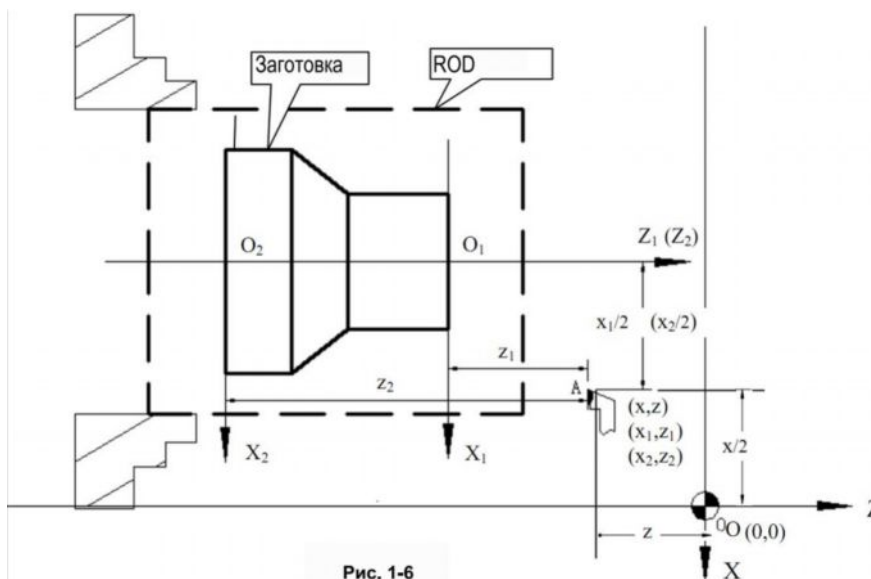 Заготовка
ROD
O₂
O₁
Z₁ (Z₂)
x₁/2 (x₂/2)
z₁
z₂
A
(x,z)
(x₁,z₁)
(x₂,z₂)
x/2
X₂
X₁
Z
z
O (0,0)
X
Рис. 1-6